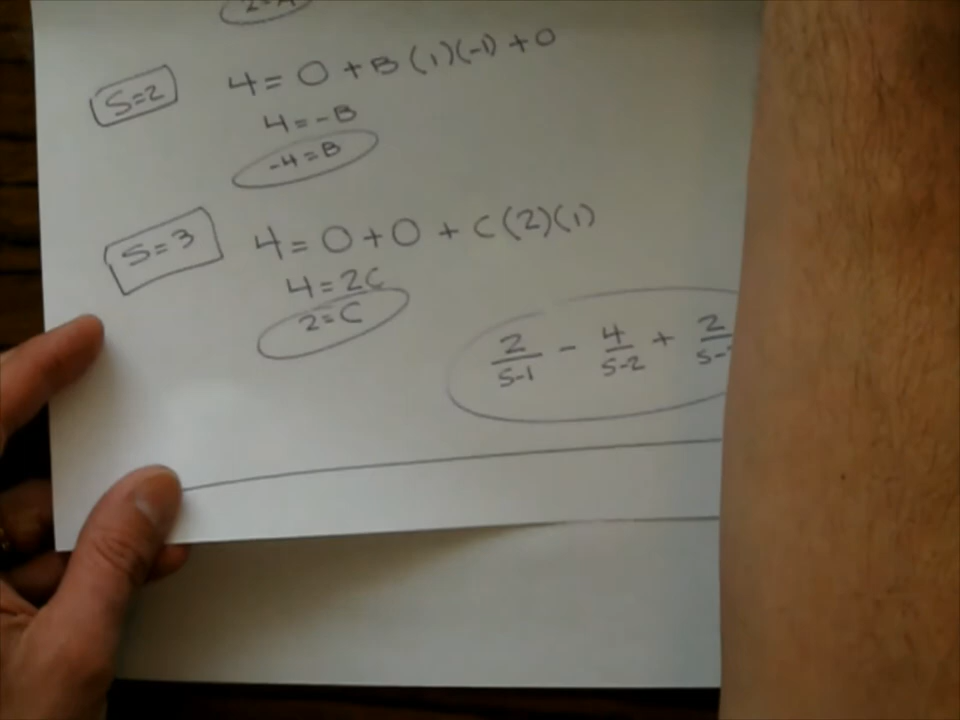 2=A
S=2 4=0+B(1)(-1)+0
4=-B
-4=B
S=3 4=0+0+C(2)(1)
4=2C
2=C
2/S-1 - 4/S-2 + 2/S-